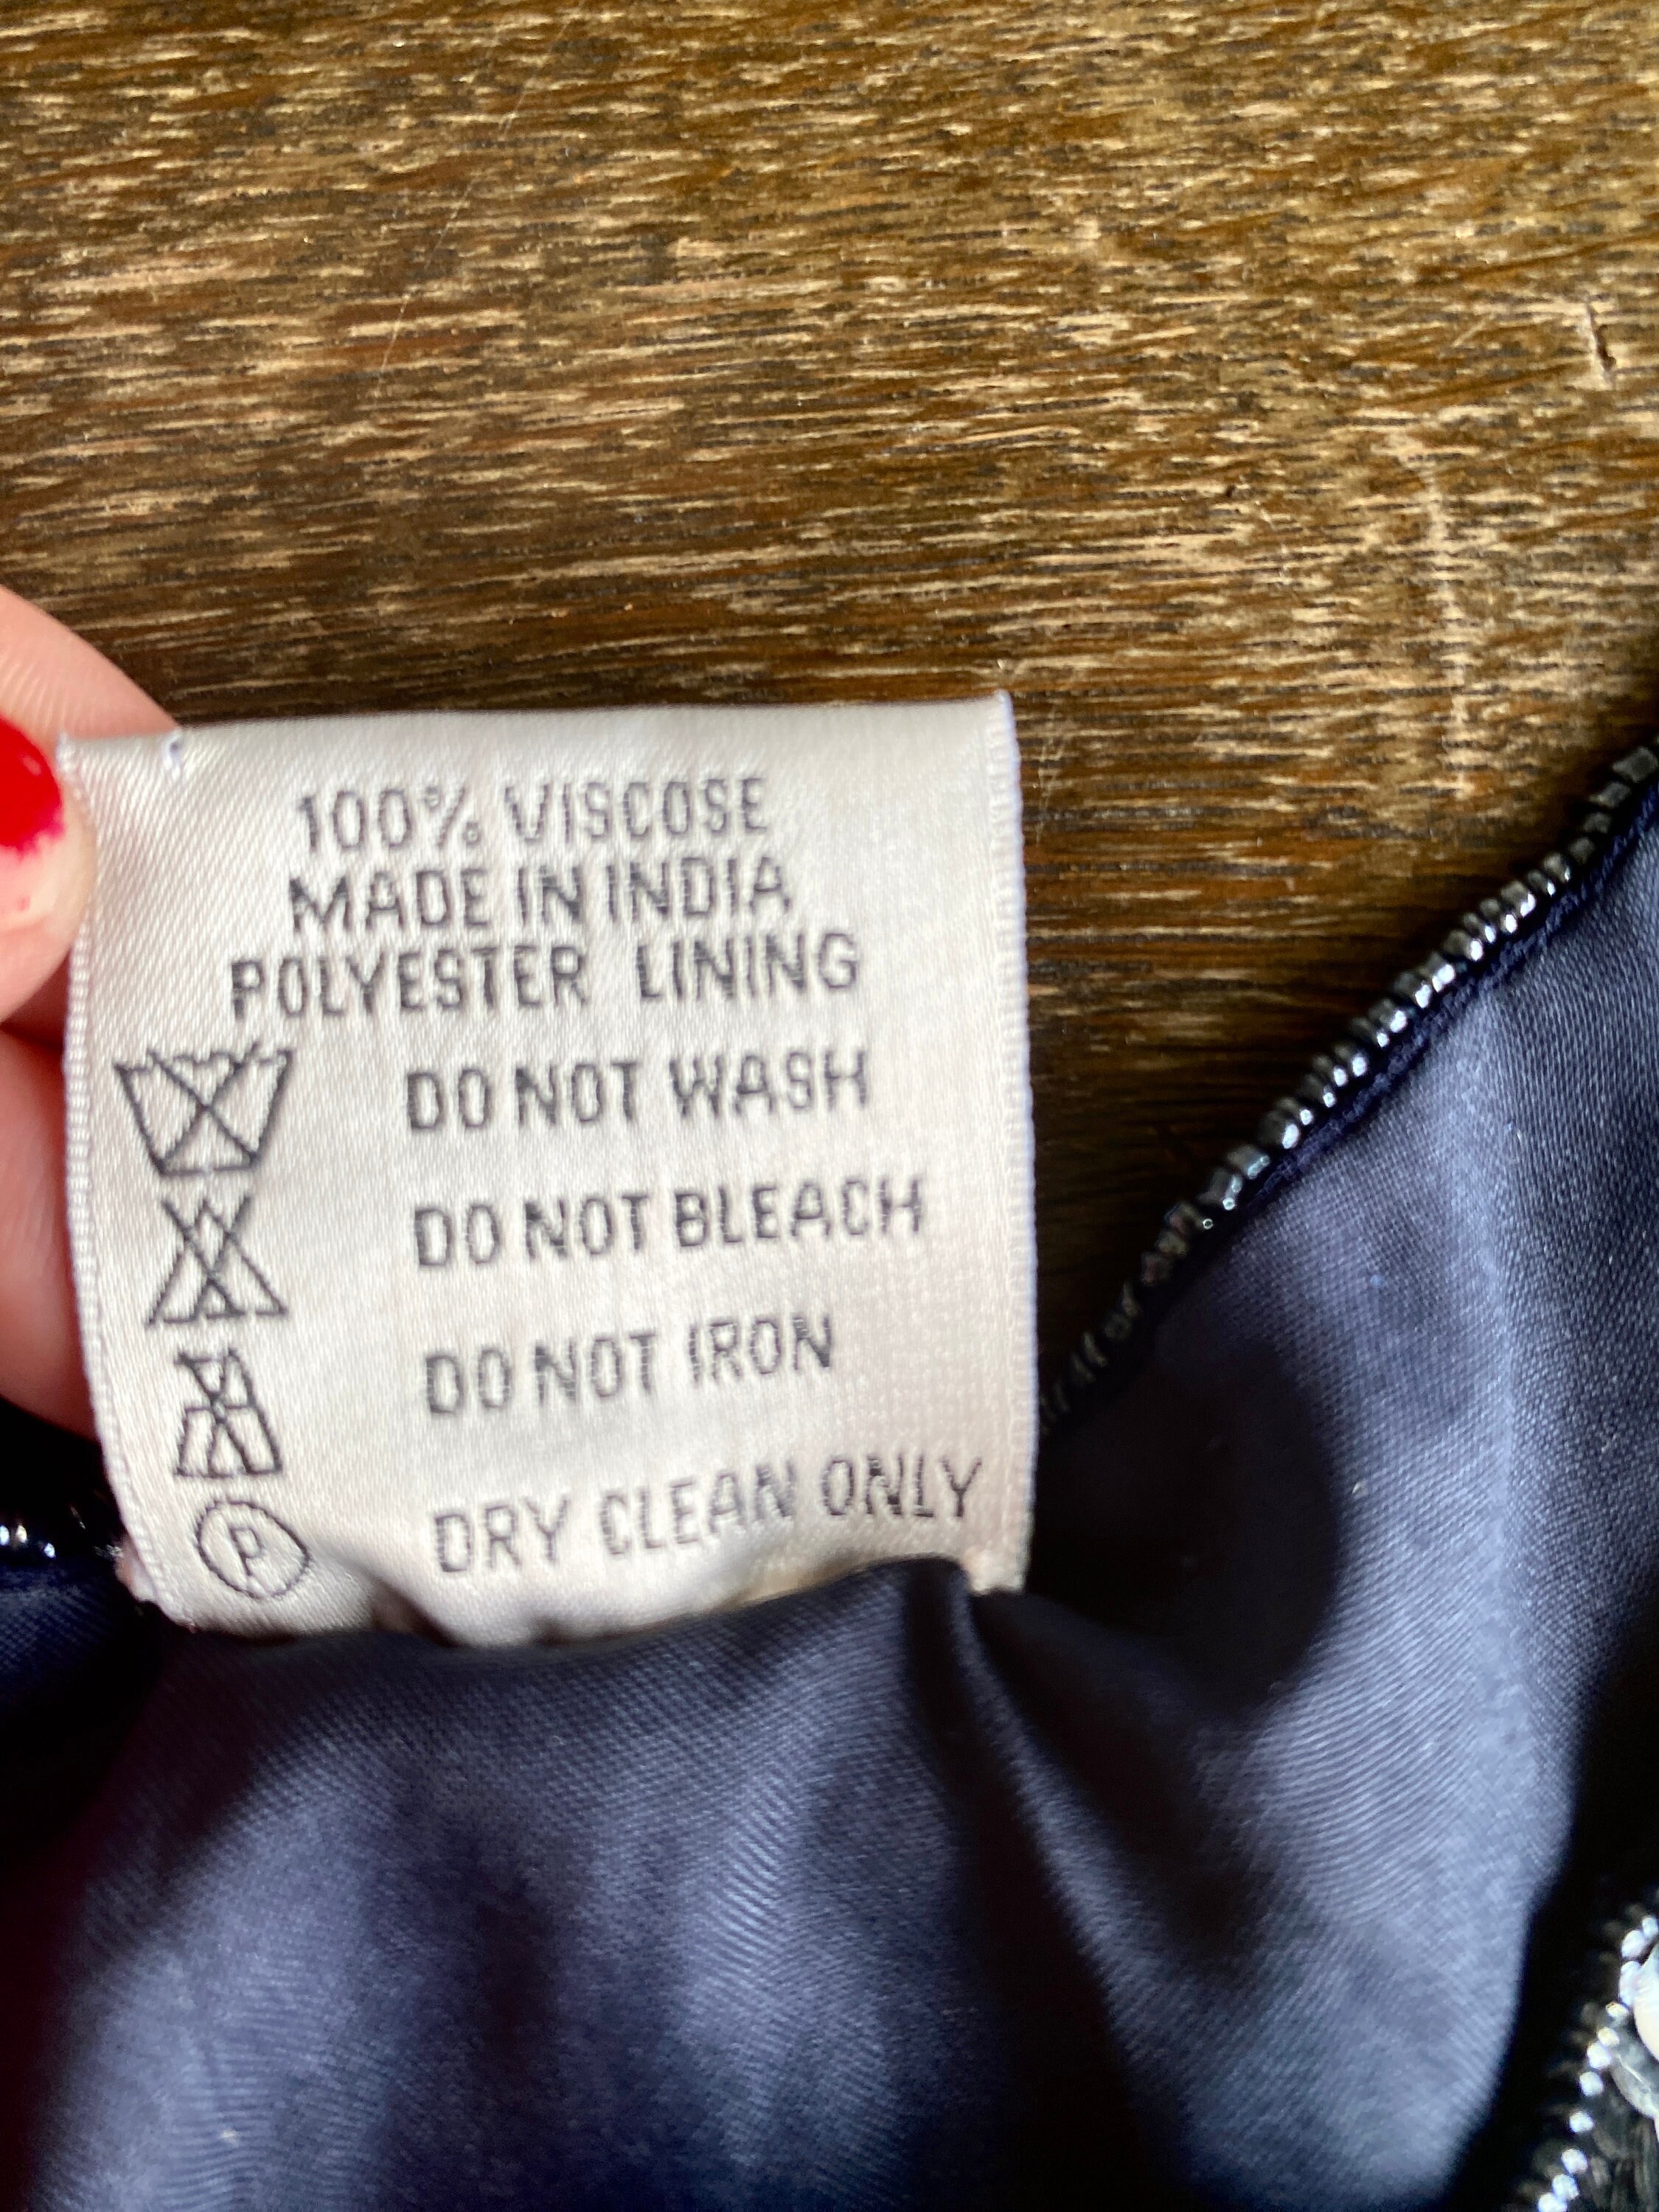 100% VISCOSE
MADE IN INDIA
POLYESTER LINING
DO NOT WASH
DO NOT BLEACH
DO NOT IRON
P DRY CLEAN ONLY